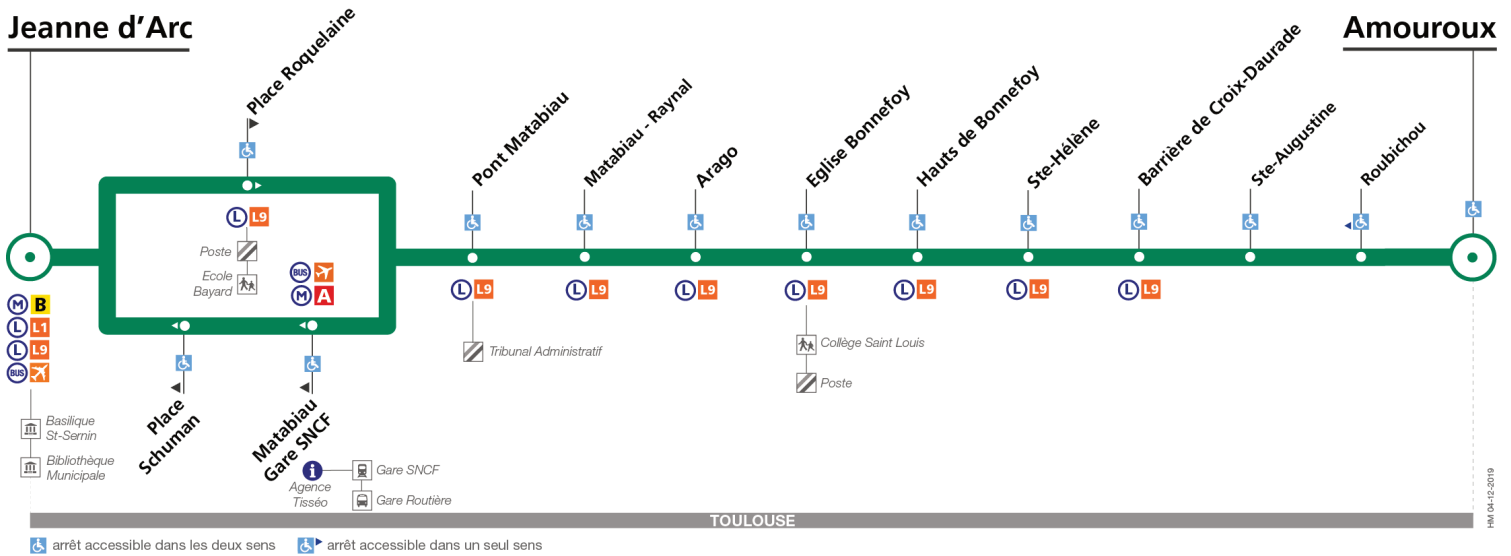 Jeanne d'Arc
Amouroux
Place Roquelaine
Pont Matabiau
Matabiau - Raynal
Arago
Eglise Bonnefoy
Hauts de Bonnefoy
Ste-Hélène
Barrière de Croix-Daurade
Ste-Augustine
Roubichou
L L9
Poste
Ecole
Bayard
BUS
M A
M B
L L1
L L9
BUS
L L9
L L9
L L9
L L9
L L9
L L9
L L9
Tribunal Administratif
Collège Saint Louis
Poste
Place
Schuman
Matabiau
Gare SNCF
Basilique
St-Sernin
Bibliothèque
Municipale
i
Agence
Tisséo
Gare SNCF
Gare Routière
HM 04-12-2019
TOULOUSE
arrêt accessible dans les deux sens
arrêt accessible dans un seul sens